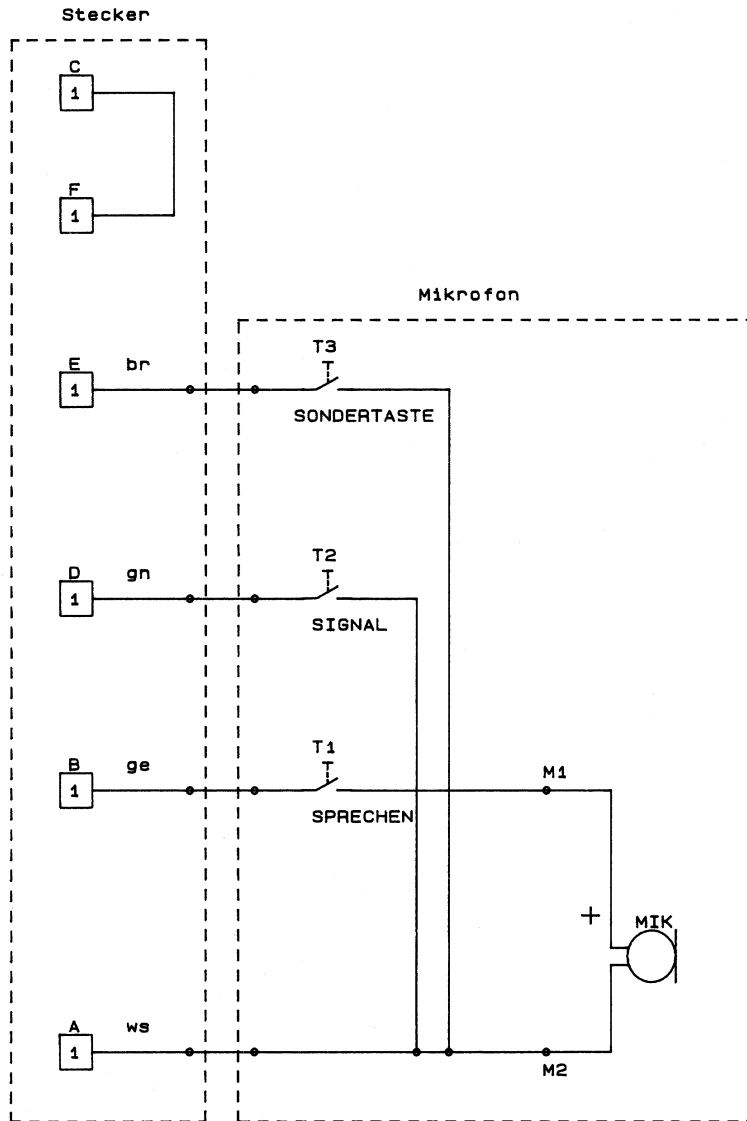 Stecker
C
1
F
1
Mikrofon
E br
1
T3
SONDERTASTE
D gn
1
T2
SIGNAL
B ge
1
T1
SPRECHEN
M1
+
MIK
A ws
1
M2